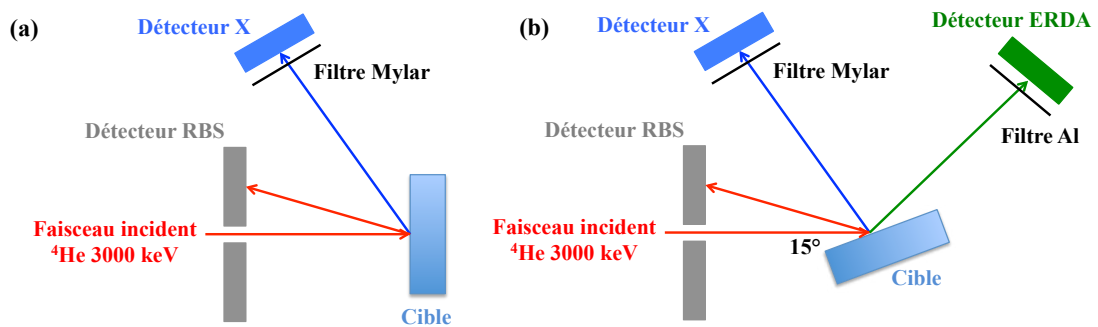 (a)
Détecteur X
Filtre Mylar
Détecteur RBS
Faisceau incident
⁴He 3000 keV
Cible
(b)
Détecteur X
Détecteur ERDA
Filtre Mylar
Filtre Al
Détecteur RBS
Faisceau incident
⁴He 3000 keV
15°
Cible